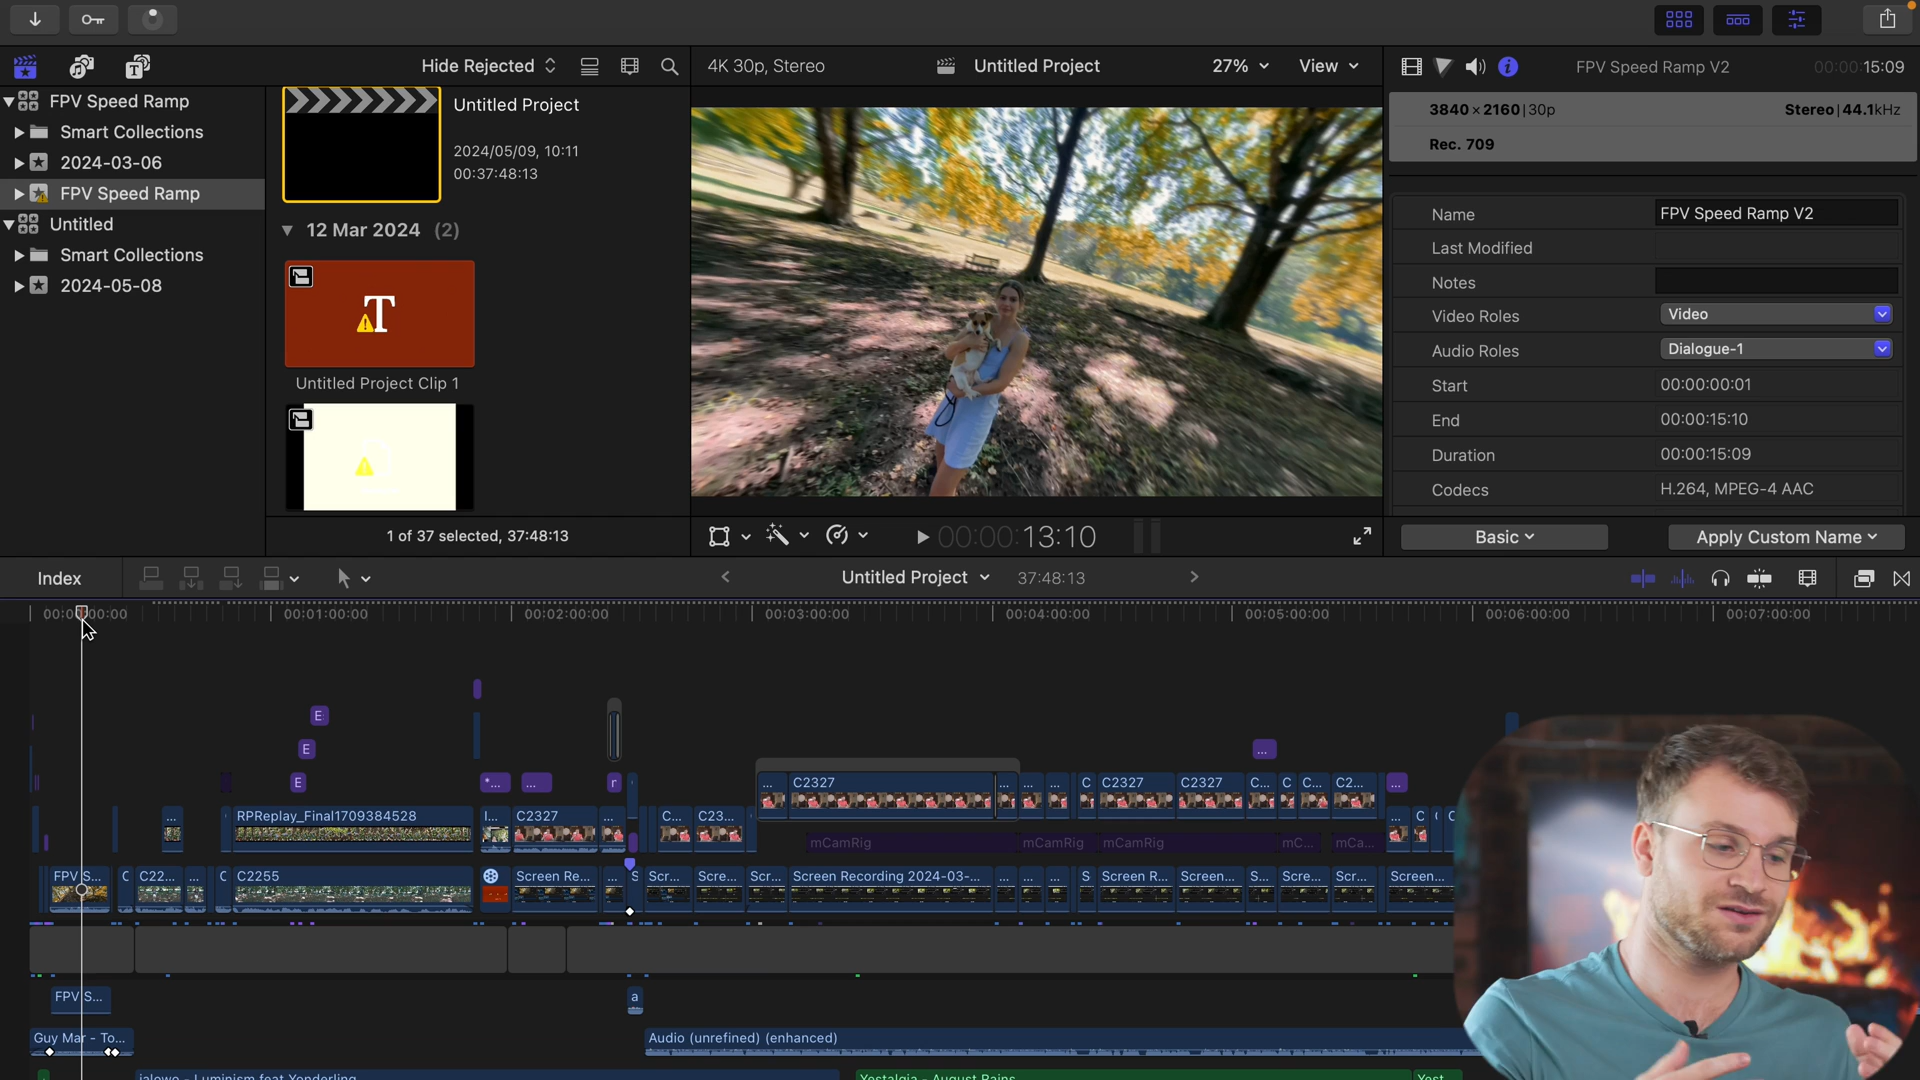 Hide Rejected
4K 30p, Stereo
Untitled Project
27%
View
FPV Speed Ramp V2
00:00:15:09
FPV Speed Ramp
Smart Collections
2024-03-06
FPV Speed Ramp
Untitled
Smart Collections
2024-05-08
Untitled Project
2024/05/09, 10:11
00:37:48:13
12 Mar 2024 (2)
T
Untitled Project Clip 1
1 of 37 selected, 37:48:13
3840 × 2160 | 30p
Stereo | 44.1kHz
Rec. 709
Name
FPV Speed Ramp V2
Last Modified
Notes
Video Roles
Video
Audio Roles
Dialogue-1
Start
00:00:00:01
End
00:00:15:10
Duration
00:00:15:09
Codecs
H.264, MPEG-4 AAC
00:00:13:10
Basic
Apply Custom Name
Index
Untitled Project
37:48:13
00:00:00:00
00:01:00:00
00:02:00:00
00:03:00:00
00:04:00:00
00:05:00:00
00:06:00:00
00:07:00:00
E
E
...
E
*...
...
r
... C2327 ... ... ... C C2327 C2327 C... C C... C2... ...
... RPReplay_Final1709384528 I... C2327 ... C... C23... ... C
mCamRig mCamRig mCamRig mC... mCa...
FPV S... C C22... ... C C2255 Screen Re... ... S Scr... Scre... Scr... Screen Recording 2024-03-... ... ... S Screen R... Screen... S... Scre... Scr... Screen...
FPV S...
a
Guy Mar - To...
Audio (unrefined) (enhanced)
jalowo - Luminism feat Yonderling
Yestalgia - August Rains
Yest...